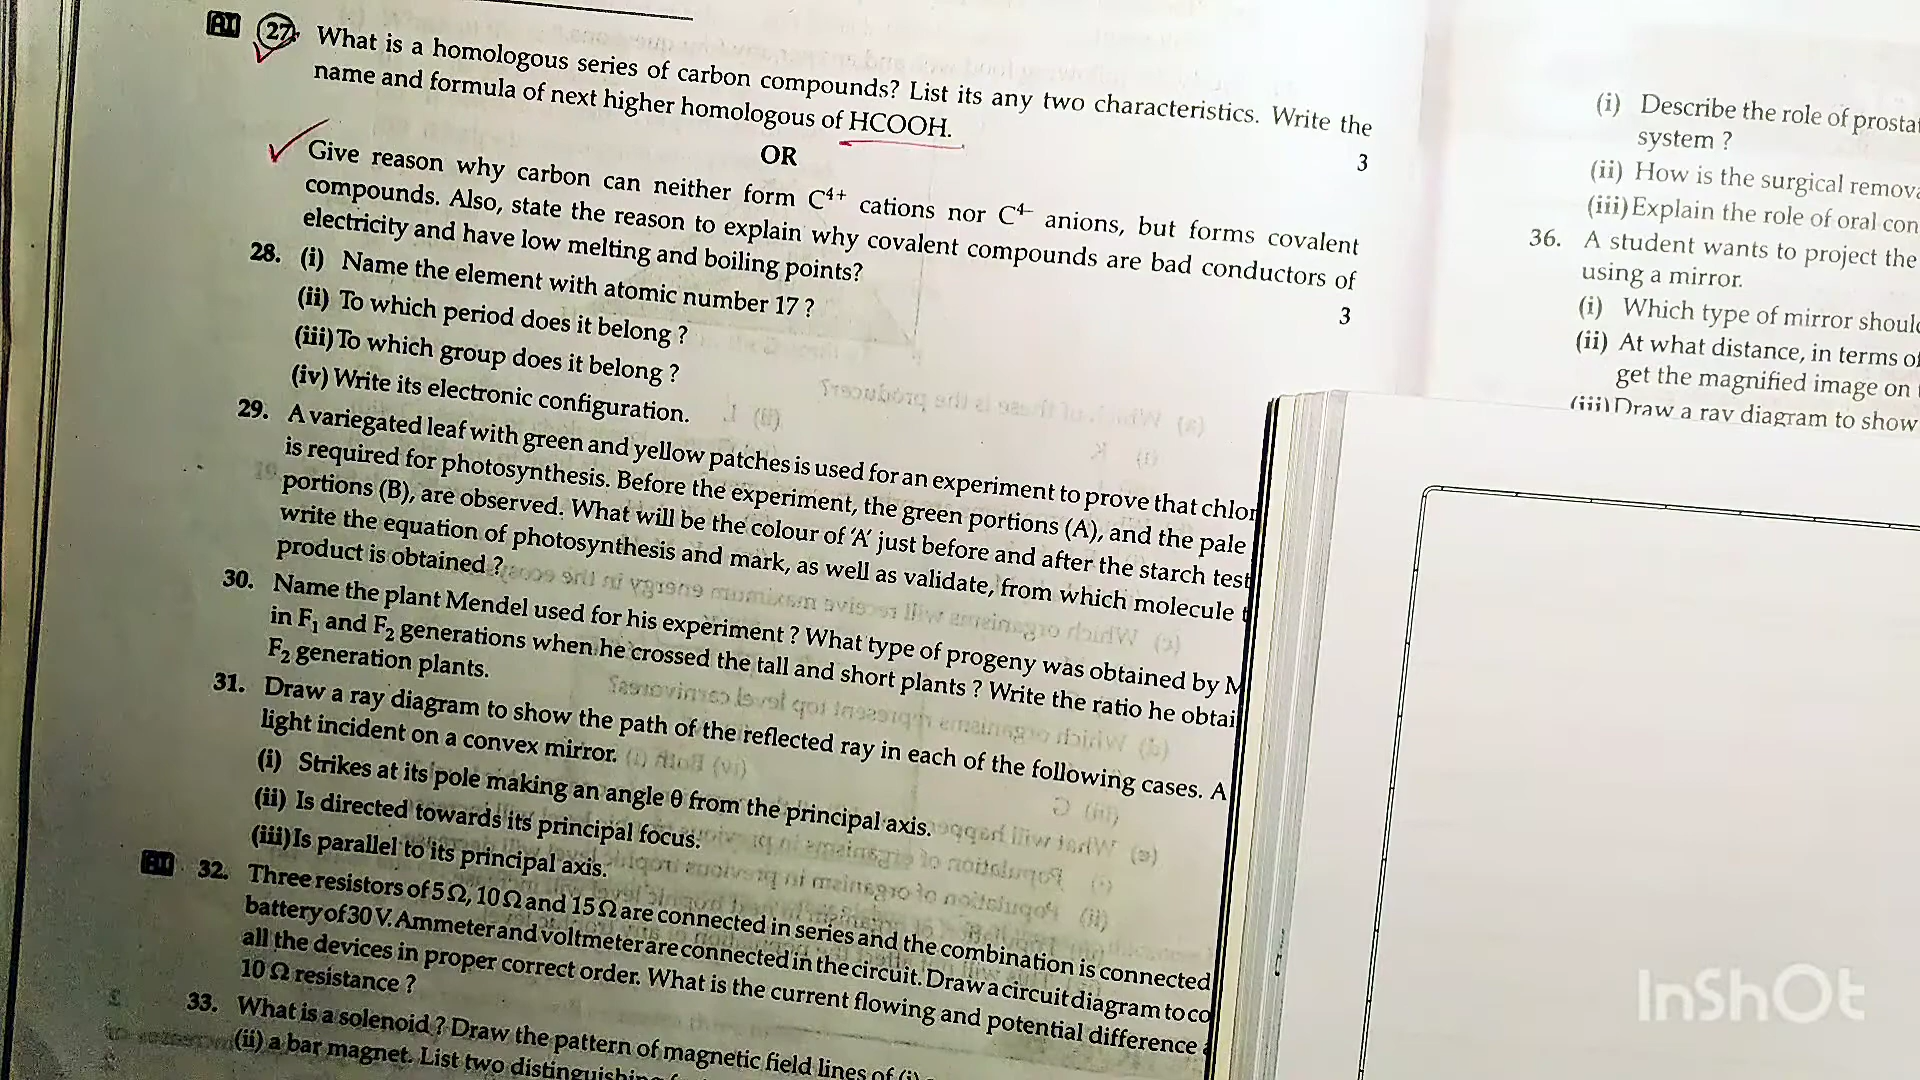 AI 27. What is a homologous series of carbon compounds? List its any two characteristics. Write the
name and formula of next higher homologous of HCOOH.
3
OR
Give reason why carbon can neither form C⁴⁺ cations nor C⁴⁻ anions, but forms covalent
compounds. Also, state the reason to explain why covalent compounds are bad conductors of
electricity and have low melting and boiling points?
3
28. (i) Name the element with atomic number 17 ?
(ii) To which period does it belong ?
(iii) To which group does it belong ?
(iv) Write its electronic configuration.
29. A variegated leaf with green and yellow patches is used for an experiment to prove that chlor
is required for photosynthesis. Before the experiment, the green portions (A), and the pale
portions (B), are observed. What will be the colour of 'A' just before and after the starch test
write the equation of photosynthesis and mark, as well as validate, from which molecule
product is obtained ?
30. Name the plant Mendel used for his experiment ? What type of progeny was obtained by M
in F₁ and F₂ generations when he crossed the tall and short plants ? Write the ratio he obtai
F₂ generation plants.
31. Draw a ray diagram to show the path of the reflected ray in each of the following cases. A
light incident on a convex mirror.
(i) Strikes at its pole making an angle θ from the principal axis.
(ii) Is directed towards its principal focus.
(iii) Is parallel to its principal axis.
AI 32. Three resistors of 5 Ω, 10 Ω and 15 Ω are connected in series and the combination is connected
battery of 30 V. Ammeter and voltmeter are connected in the circuit. Draw a circuit diagram to co
all the devices in proper correct order. What is the current flowing and potential difference
10 Ω resistance ?
33. What is a solenoid ? Draw the pattern of magnetic field lines of (i)
(ii) a bar magnet. List two distinguishing
(i) Describe the role of prostat
system ?
(ii) How is the surgical remova
(iii) Explain the role of oral con
36. A student wants to project the
using a mirror.
(i) Which type of mirror should
(ii) At what distance, in terms of
get the magnified image on
(iii) Draw a ray diagram to show
InShOt